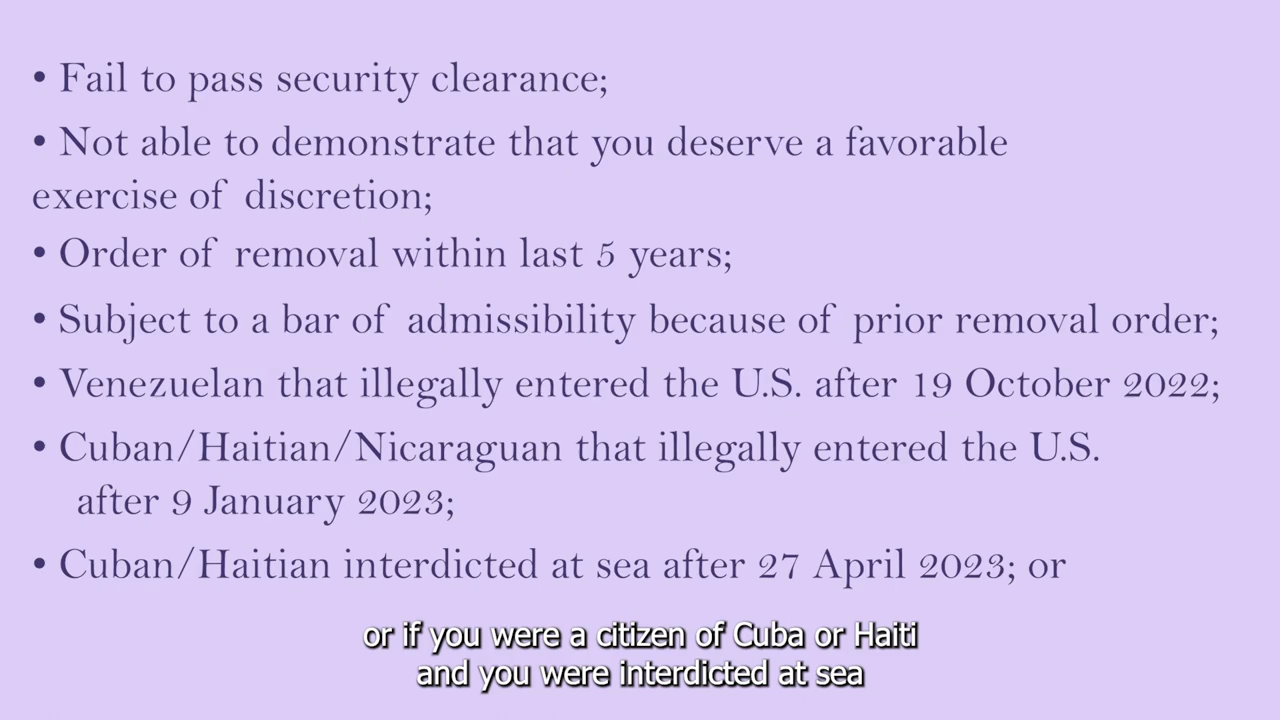 • Fail to pass security clearance;
• Not able to demonstrate that you deserve a favorable
exercise of discretion;
• Order of removal within last 5 years;
• Subject to a bar of admissibility because of prior removal order;
• Venezuelan that illegally entered the U.S. after 19 October 2022;
• Cuban/Haitian/Nicaraguan that illegally entered the U.S.
after 9 January 2023;
• Cuban/Haitian interdicted at sea after 27 April 2023; or
or if you were a citizen of Cuba or Haiti
and you were interdicted at sea